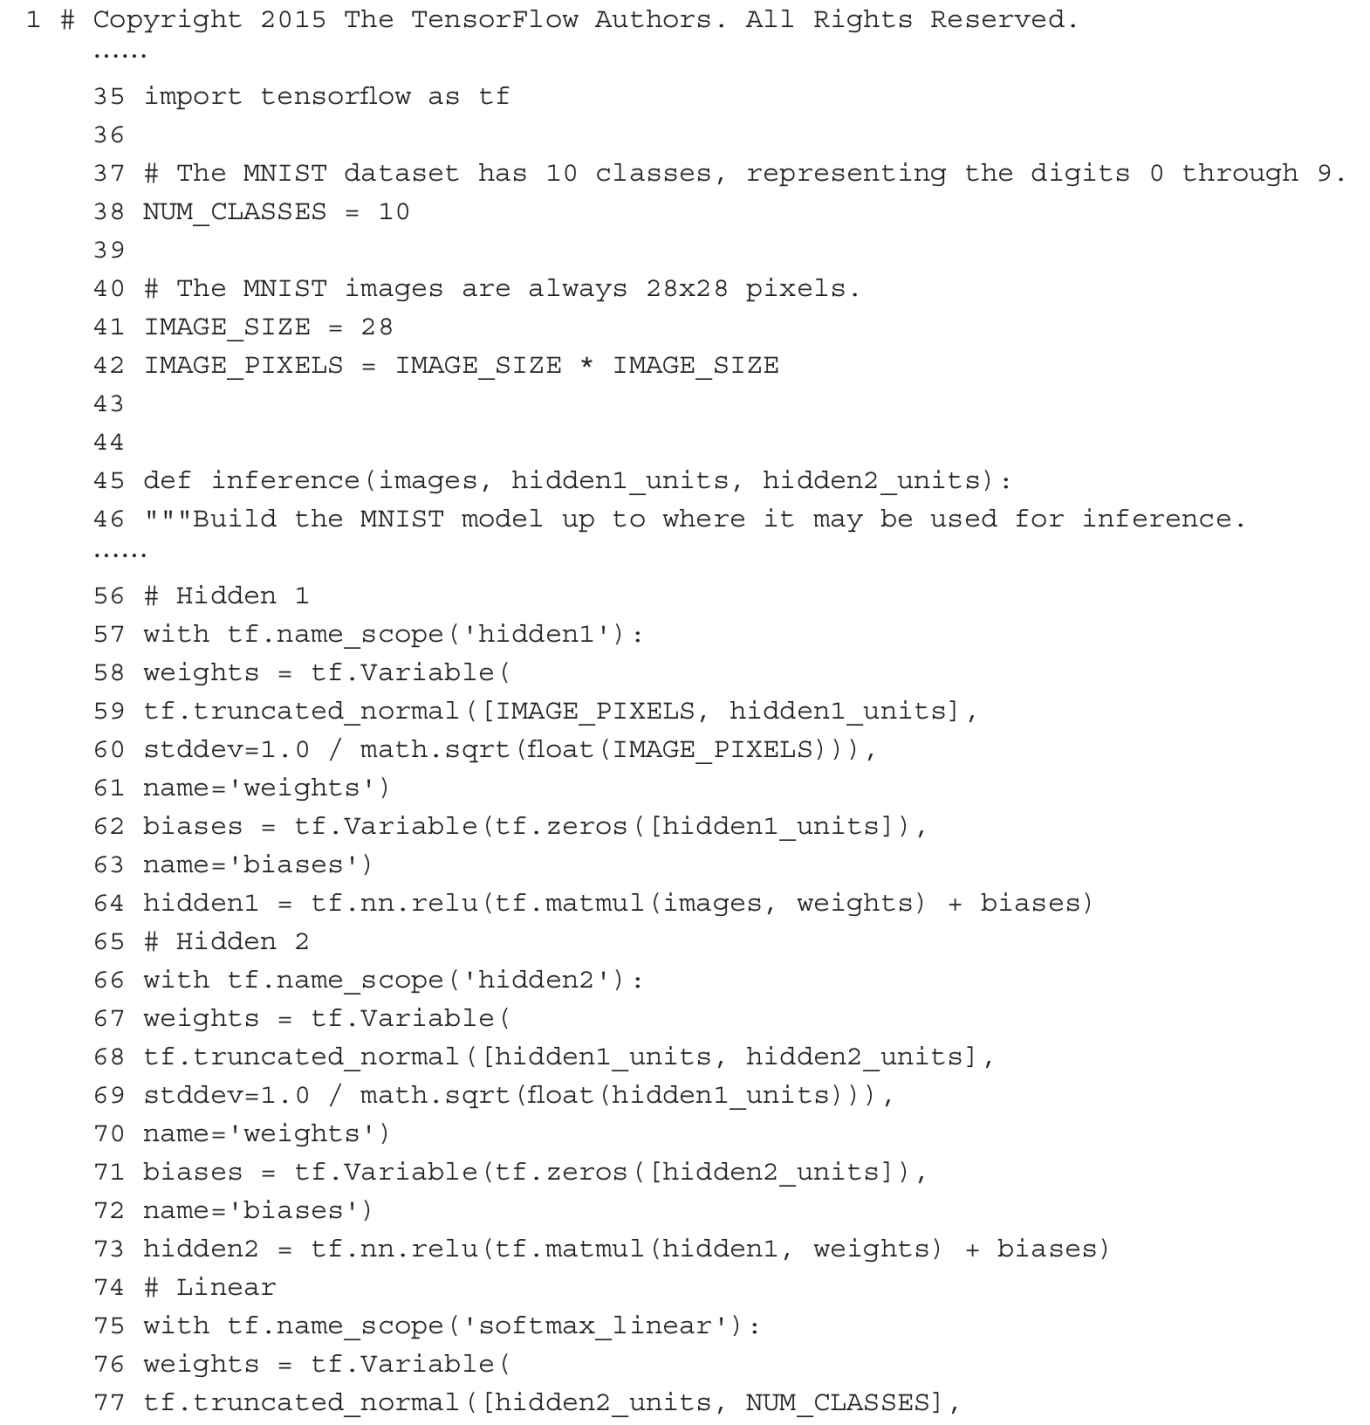 1 # Copyright 2015 The TensorFlow Authors. All Rights Reserved.
······
35 import tensorflow as tf
36
37 # The MNIST dataset has 10 classes, representing the digits 0 through 9.
38 NUM_CLASSES = 10
39
40 # The MNIST images are always 28x28 pixels.
41 IMAGE_SIZE = 28
42 IMAGE_PIXELS = IMAGE_SIZE * IMAGE_SIZE
43
44
45 def inference(images, hidden1_units, hidden2_units):
46 """Build the MNIST model up to where it may be used for inference.
······
56 # Hidden 1
57 with tf.name_scope('hidden1'):
58 weights = tf.Variable(
59 tf.truncated_normal([IMAGE_PIXELS, hidden1_units],
60 stddev=1.0 / math.sqrt(float(IMAGE_PIXELS))),
61 name='weights')
62 biases = tf.Variable(tf.zeros([hidden1_units]),
63 name='biases')
64 hidden1 = tf.nn.relu(tf.matmul(images, weights) + biases)
65 # Hidden 2
66 with tf.name_scope('hidden2'):
67 weights = tf.Variable(
68 tf.truncated_normal([hidden1_units, hidden2_units],
69 stddev=1.0 / math.sqrt(float(hidden1_units))),
70 name='weights')
71 biases = tf.Variable(tf.zeros([hidden2_units]),
72 name='biases')
73 hidden2 = tf.nn.relu(tf.matmul(hidden1, weights) + biases)
74 # Linear
75 with tf.name_scope('softmax_linear'):
76 weights = tf.Variable(
77 tf.truncated_normal([hidden2_units, NUM_CLASSES],